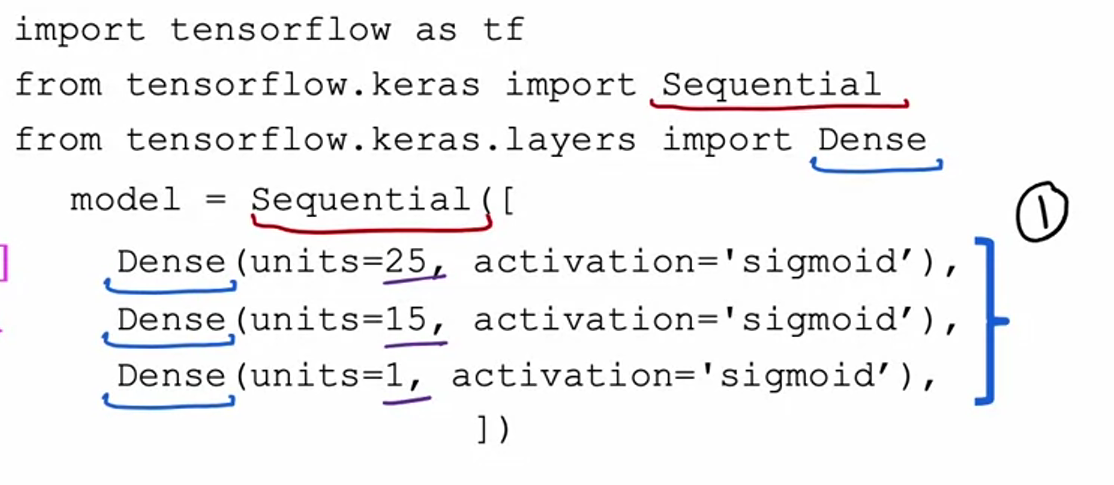 import tensorflow as tf
from tensorflow.keras import Sequential
from tensorflow.keras.layers import Dense
model = Sequential([
1
Dense(units=25, activation='sigmoid’),
Dense(units=15, activation='sigmoid’),
Dense(units=1, activation='sigmoid’),
])